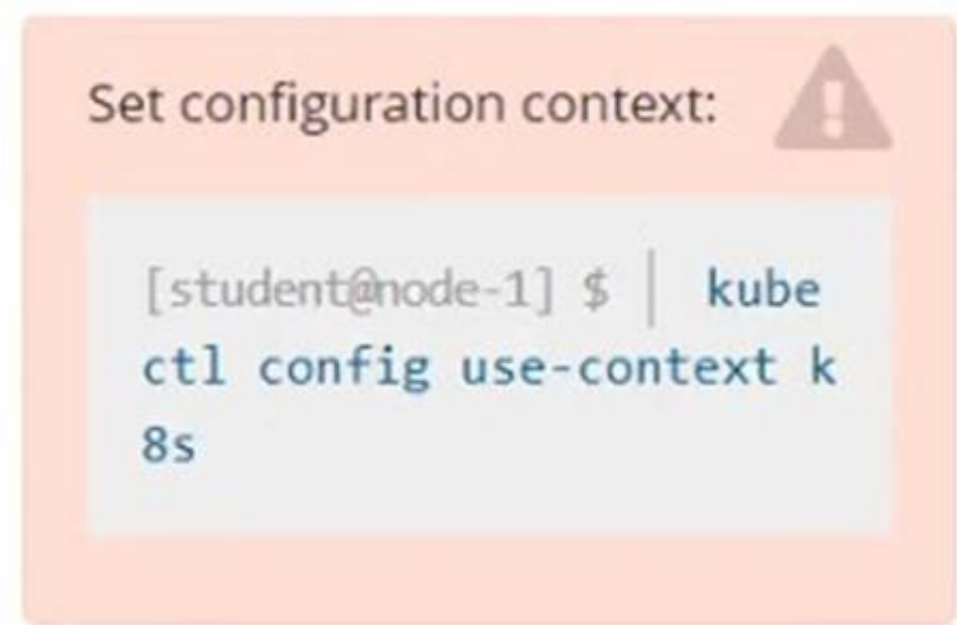 Set configuration context:
[student@node-1] $ | kube
ctl config use-context k
8s